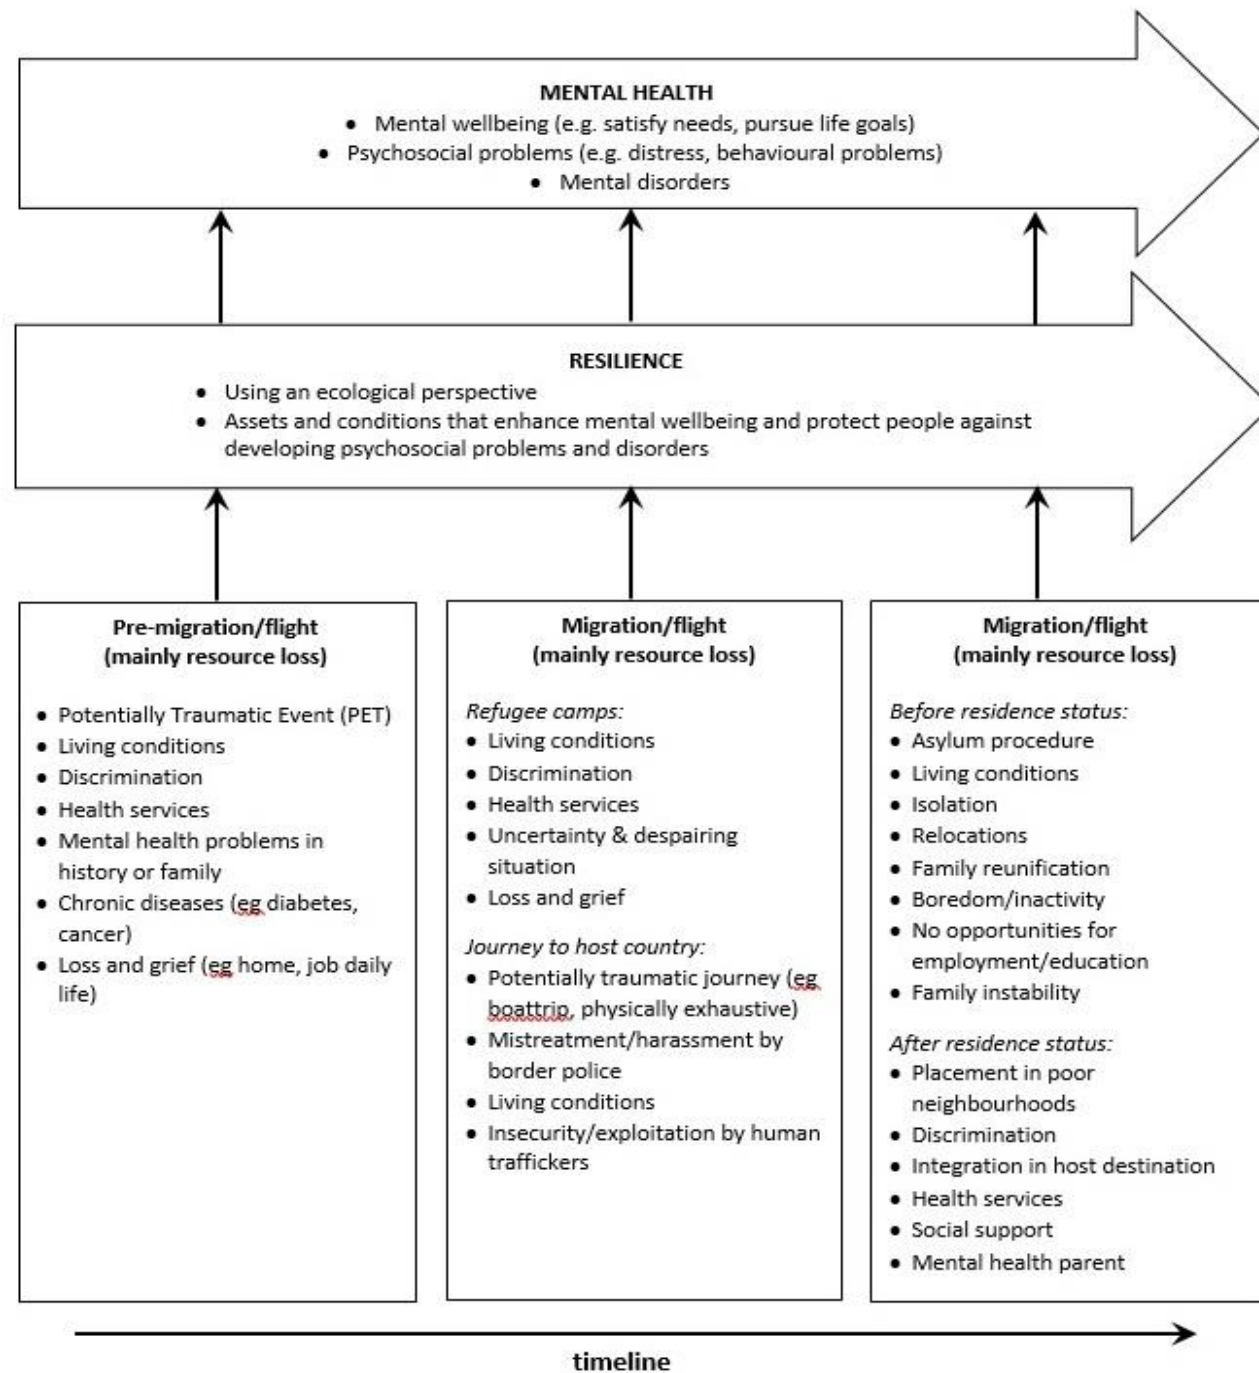 MENTAL HEALTH
• Mental wellbeing (e.g. satisfy needs, pursue life goals)
• Psychosocial problems (e.g. distress, behavioural problems)
• Mental disorders
RESILIENCE
• Using an ecological perspective
• Assets and conditions that enhance mental wellbeing and protect people against
developing psychosocial problems and disorders
Pre-migration/flight
(mainly resource loss)
• Potentially Traumatic Event (PET)
• Living conditions
• Discrimination
• Health services
• Mental health problems in
history or family
• Chronic diseases (eg diabetes,
cancer)
• Loss and grief (eg home, job daily
life)
Migration/flight
(mainly resource loss)
Refugee camps:
• Living conditions
• Discrimination
• Health services
• Uncertainty & despairing
situation
• Loss and grief
Journey to host country:
• Potentially traumatic journey (eg
boattrip, physically exhaustive)
• Mistreatment/harassment by
border police
• Living conditions
• Insecurity/exploitation by human
traffickers
Migration/flight
(mainly resource loss)
Before residence status:
• Asylum procedure
• Living conditions
• Isolation
• Relocations
• Family reunification
• Boredom/inactivity
• No opportunities for
employment/education
• Family instability
After residence status:
• Placement in poor
neighbourhoods
• Discrimination
• Integration in host destination
• Health services
• Social support
• Mental health parent
timeline